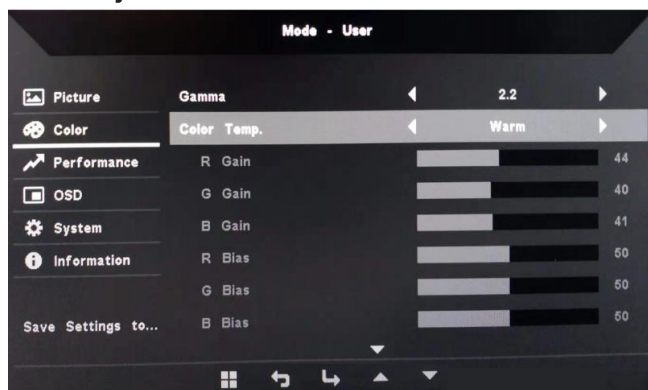 Mode - User
Picture
Gamma 2.2
Color
Color Temp. Warm
Performance
R Gain 44
OSD
G Gain 40
System
B Gain 41
Information
R Bias 50
G Bias 50
Save Settings to...
B Bias 50